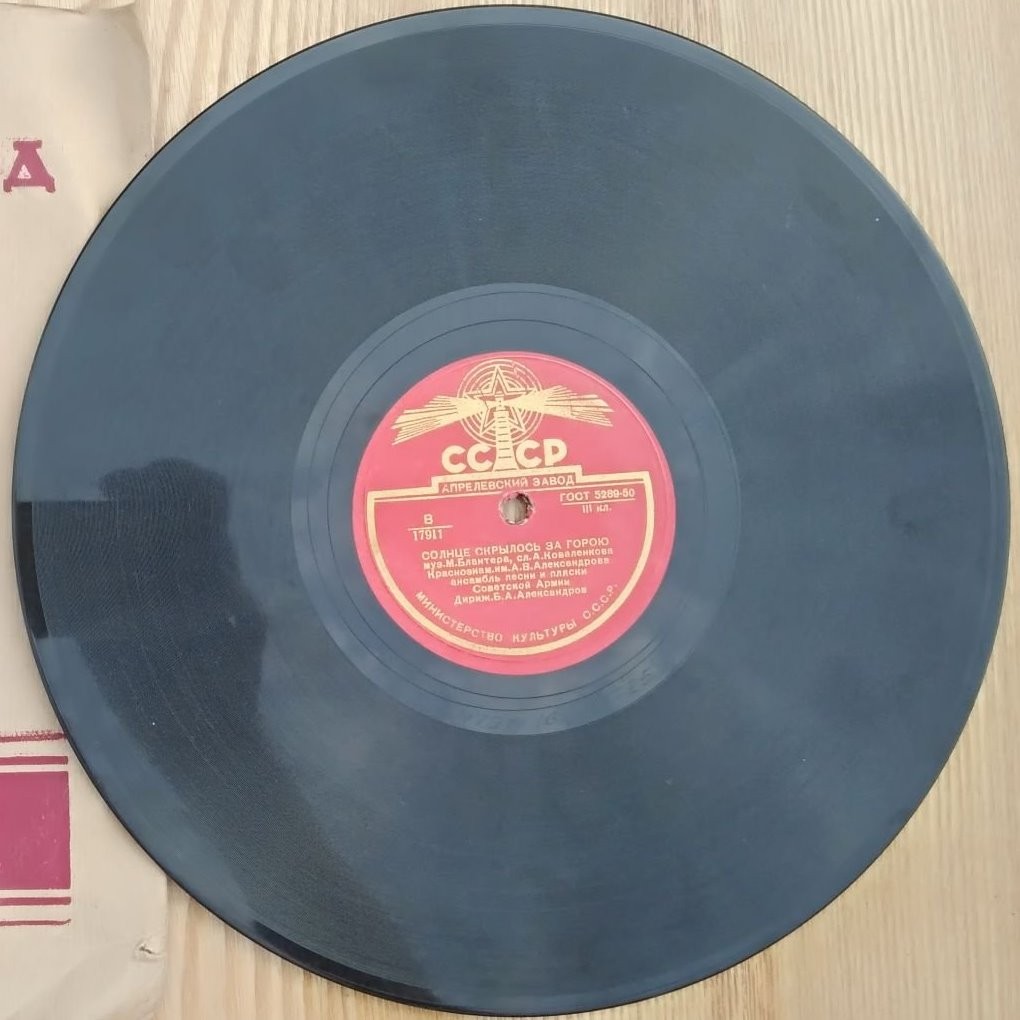 Д
СССР
АПРЕЛЕВСКИЙ ЗАВОД
ГОСТ 5289-50
III кл.
В
17911
СОЛНЦЕ СКРЫЛОСЬ ЗА ГОРОЮ
муз. М. Блантера, сл. А. Коваленкова
Краснознам. им. А. В. Александрова
ансамбль песни и пляски
Советской Армии
Дириж. Б. А. Александров
МИНИСТЕРСТВО КУЛЬТУРЫ С.С.С.Р.